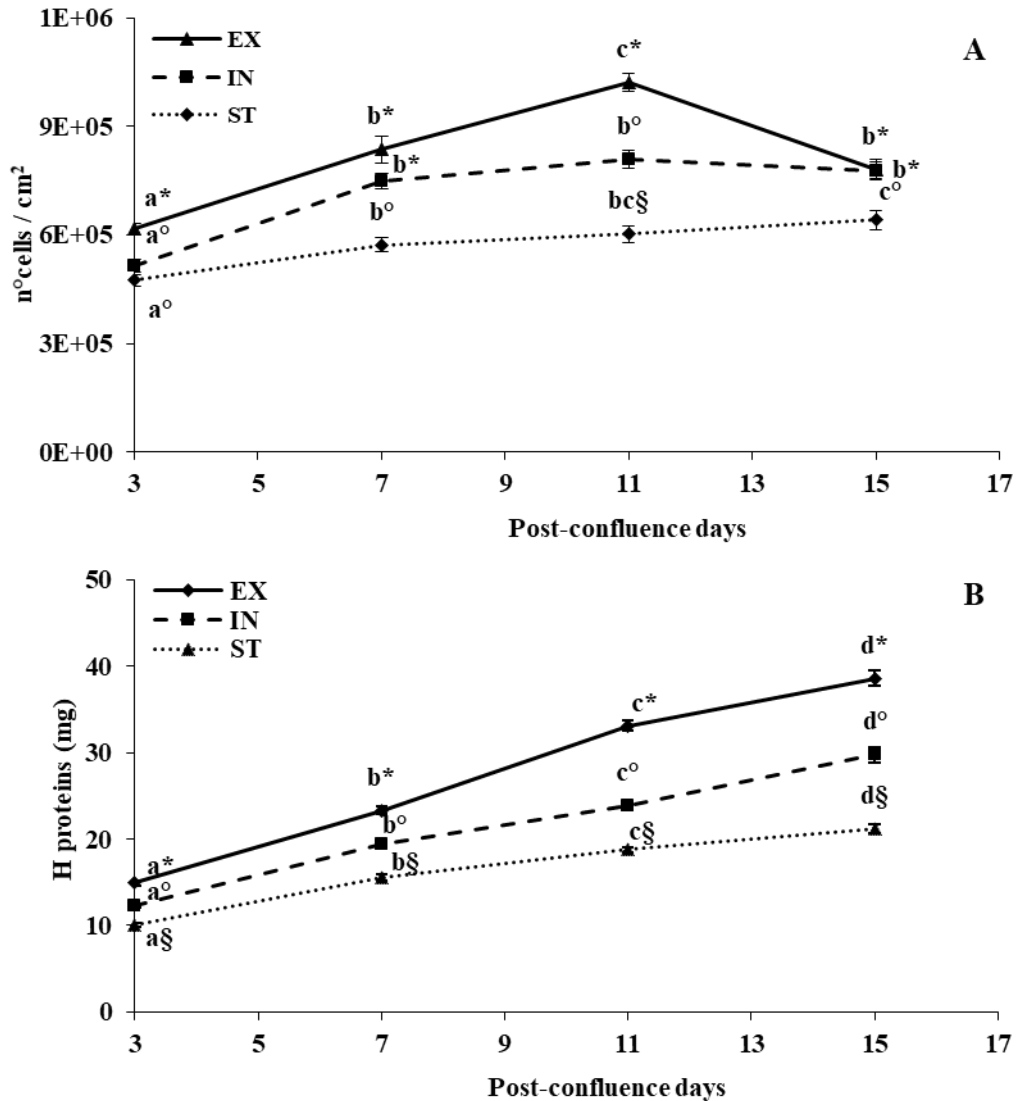 1E+06
EX
A
c*
IN
ST
b*
b°
b*
9E+05
b*
b*
a*
bc§
c°
a°
b°
6E+05
a°
3E+05
0E+00
n°cells / cm²
3 5 7 9 11 13 15 17
Post-confluence days
50
EX
B
IN
ST
d*
40
c*
d°
b*
30
c°
d§
b°
20
c§
a*
b§
a°
10
a§
0
H proteins (mg)
3 5 7 9 11 13 15 17
Post-confluence days